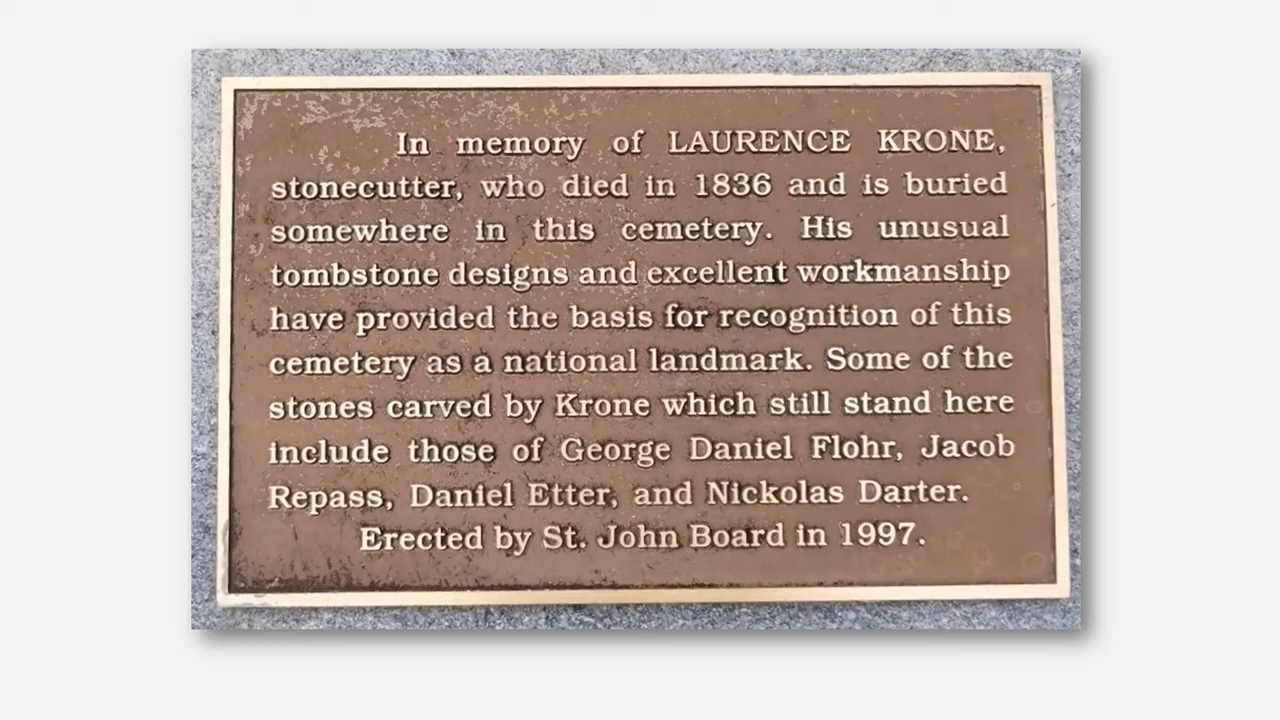 In memory of LAURENCE KRONE,
stonecutter, who died in 1836 and is buried
somewhere in this cemetery. His unusual
tombstone designs and excellent workmanship
have provided the basis for recognition of this
cemetery as a national landmark. Some of the
stones carved by Krone which still stand here
include those of George Daniel Flohr, Jacob
Repass, Daniel Etter, and Nickolas Darter.
Erected by St. John Board in 1997.